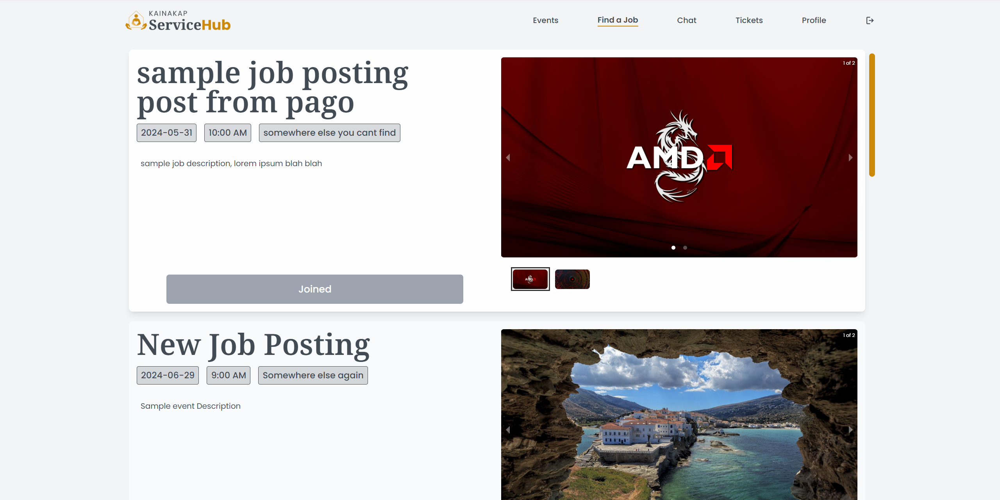 KAINAKAP
ServiceHub
Events Find a Job Chat Tickets Profile
sample job posting
post from pago
2024-05-31 10:00 AM somewhere else you cant find
sample job description, lorem ipsum blah blah
Joined
1 of 2
AMD
AMD
New Job Posting
2024-06-29 9:00 AM Somewhere else again
Sample event Description
1 of 2